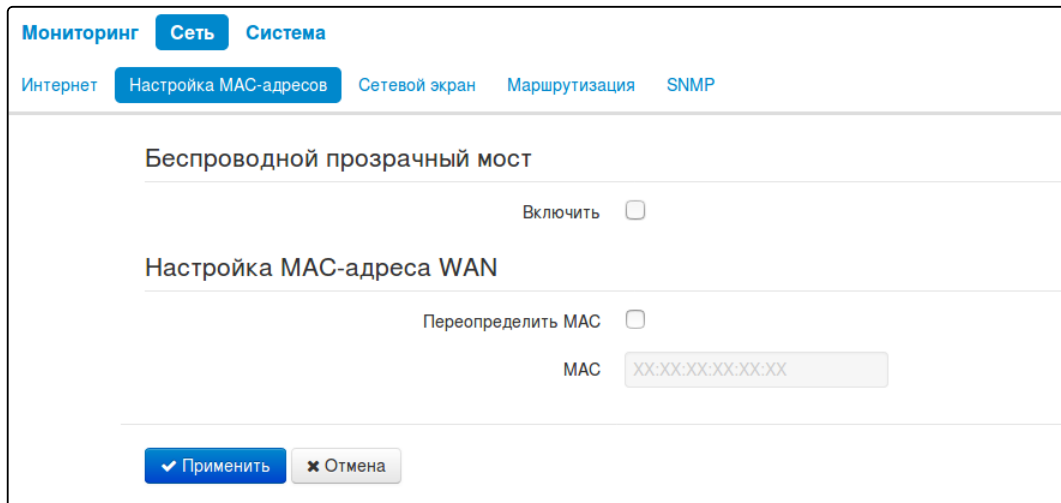 Мониторинг Сеть Система
Интернет Настройка MAC-адресов Сетевой экран Маршрутизация SNMP
Беспроводной прозрачный мост
Включить
Настройка MAC-адреса WAN
Переопределить MAC
MAC XX:XX:XX:XX:XX:XX
Применить Отмена